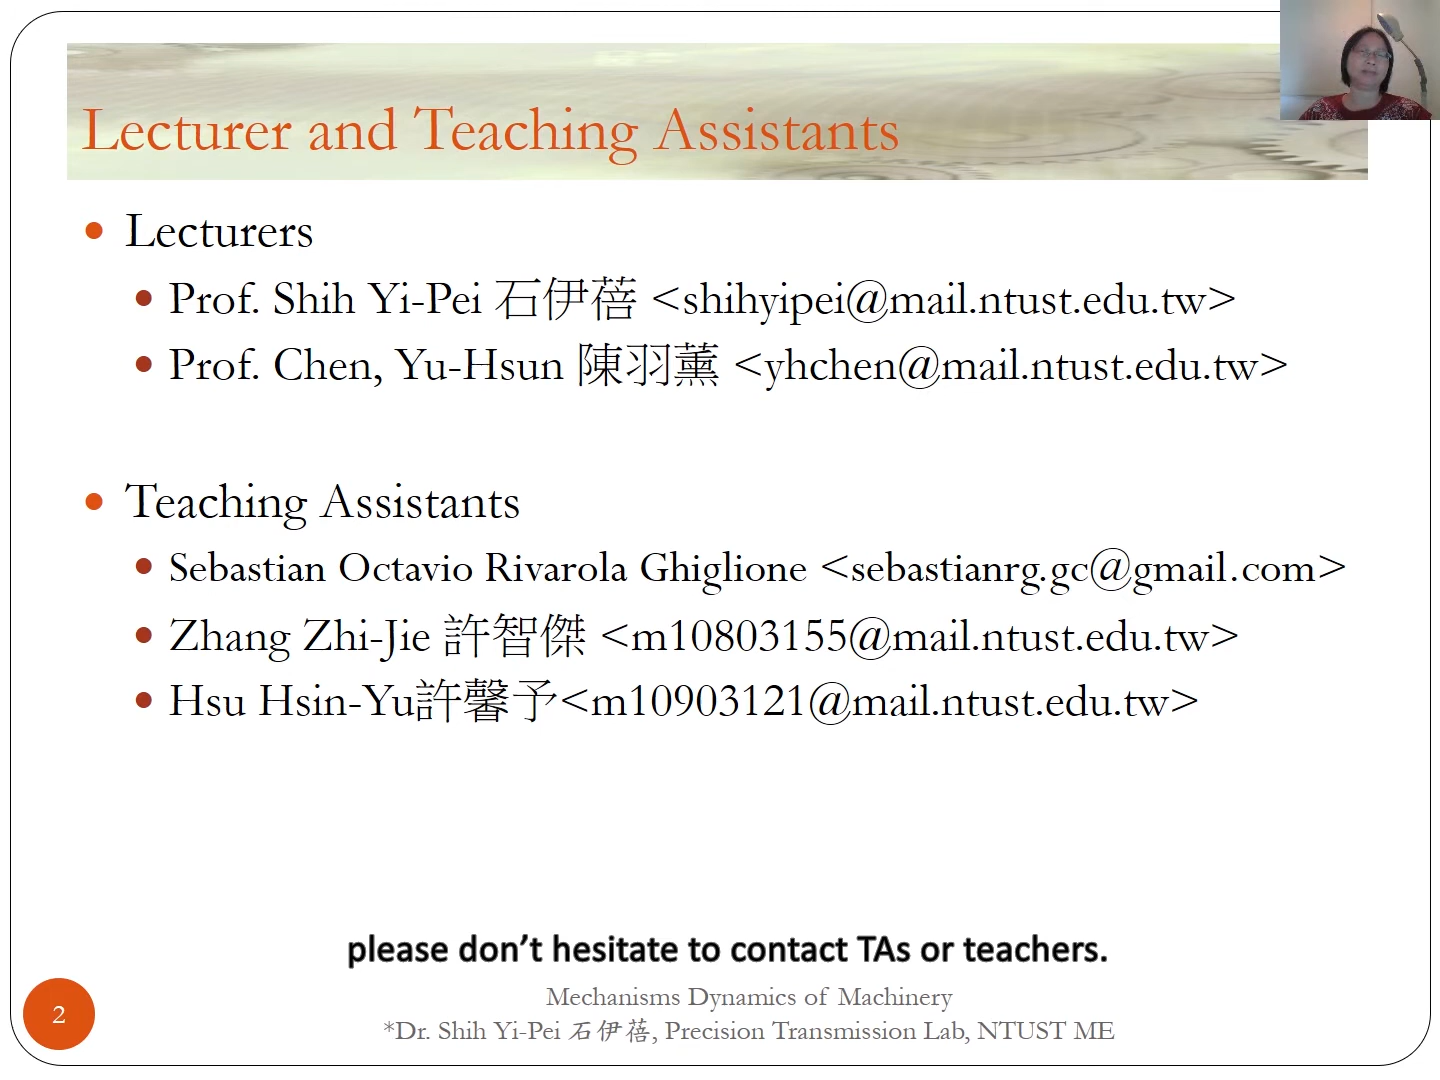 Lecturer and Teaching Assistants
Lecturers
Prof. Shih Yi-Pei 石伊蓓 <shihyipei@mail.ntust.edu.tw>
Prof. Chen, Yu-Hsun 陳羽薰 <yhchen@mail.ntust.edu.tw>
Teaching Assistants
Sebastian Octavio Rivarola Ghiglione <sebastianrg.gc@gmail.com>
Zhang Zhi-Jie 許智傑 <m10803155@mail.ntust.edu.tw>
Hsu Hsin-Yu許馨予<m10903121@mail.ntust.edu.tw>
please don’t hesitate to contact TAs or teachers.
Mechanisms Dynamics of Machinery
2
*Dr. Shih Yi-Pei 石伊蓓, Precision Transmission Lab, NTUST ME